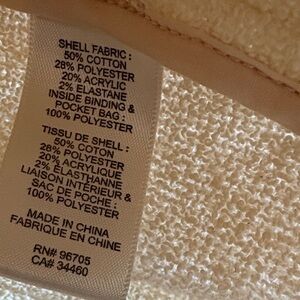 SHELL FABRIC :
50% COTTON
28% POLYESTER
20% ACRYLIC
2% ELASTANE
INSIDE BINDING &
POCKET BAG :
100% POLYESTER
TISSU DE SHELL :
50% COTON
28% POLYESTER
20% ACRYLIQUE
2% ELASTHANNE
LIAISON INTÉRIEUR &
SAC DE POCHE :
100% POLYESTER
MADE IN CHINA
FABRIQUE EN CHINE
RN# 96705
CA# 34460